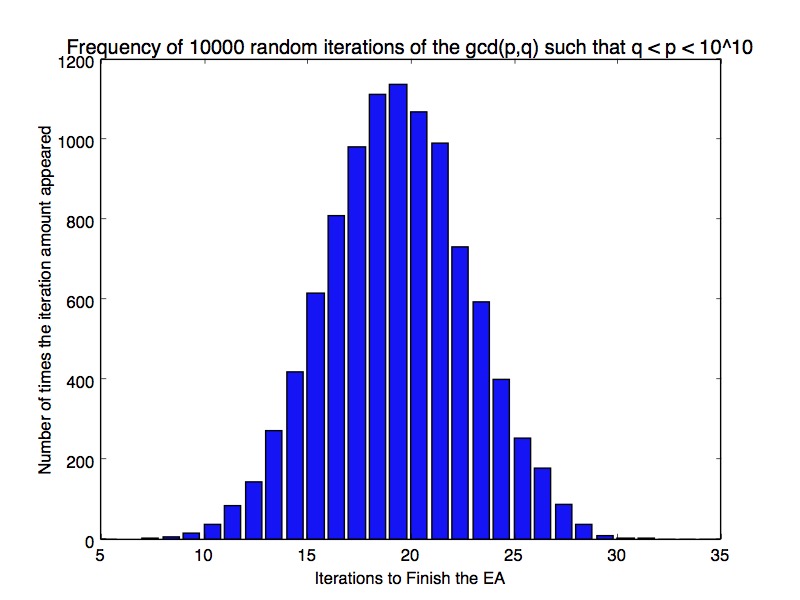 Frequency of 10000 random iterations of the gcd(p,q) such that q < p < 10^10
Number of times the iteration amount appeared
1200
1000
800
600
400
200
0
5 10 15 20 25 30 35
Iterations to Finish the EA